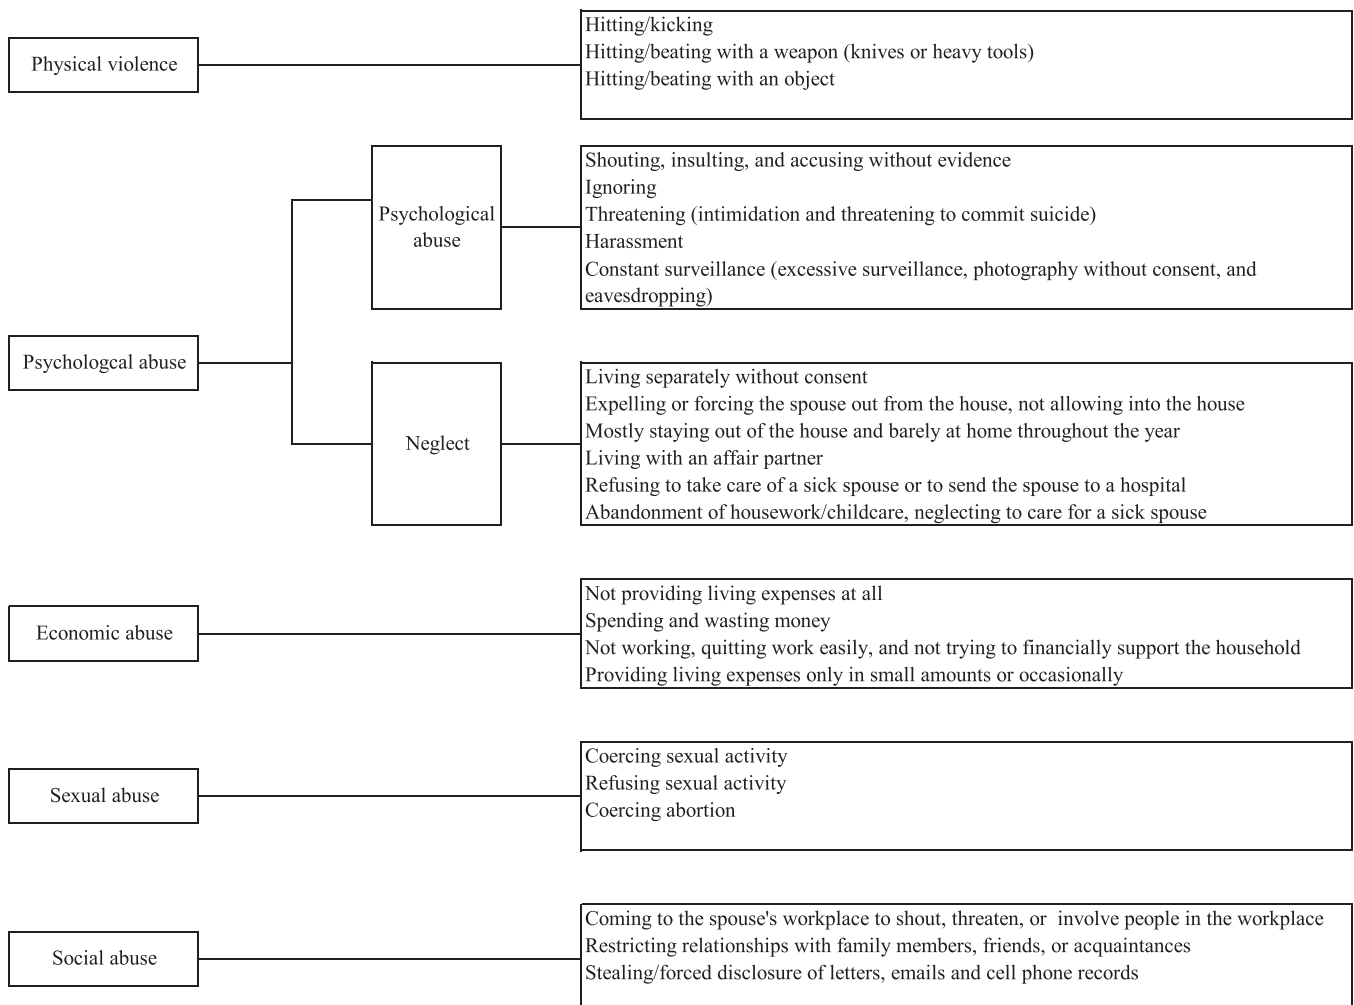 Physical violence
Hitting/kicking
Hitting/beating with a weapon (knives or heavy tools)
Hitting/beating with an object
Psychologcal abuse
Psychological
abuse
Shouting, insulting, and accusing without evidence
Ignoring
Threatening (intimidation and threatening to commit suicide)
Harassment
Constant surveillance (excessive surveillance, photography without consent, and
eavesdropping)
Neglect
Living separately without consent
Expelling or forcing the spouse out from the house, not allowing into the house
Mostly staying out of the house and barely at home throughout the year
Living with an affair partner
Refusing to take care of a sick spouse or to send the spouse to a hospital
Abandonment of housework/childcare, neglecting to care for a sick spouse
Economic abuse
Not providing living expenses at all
Spending and wasting money
Not working, quitting work easily, and not trying to financially support the household
Providing living expenses only in small amounts or occasionally
Sexual abuse
Coercing sexual activity
Refusing sexual activity
Coercing abortion
Social abuse
Coming to the spouse's workplace to shout, threaten, or  involve people in the workplace
Restricting relationships with family members, friends, or acquaintances
Stealing/forced disclosure of letters, emails and cell phone records